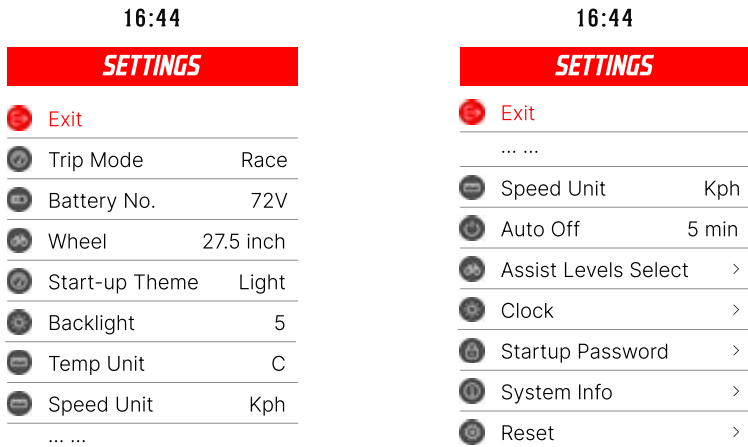 16:44
SETTINGS
Exit
Trip Mode Race
Battery No. 72V
Wheel 27.5 inch
Start-up Theme Light
Backlight 5
Temp Unit C
Speed Unit Kph
... ...
16:44
SETTINGS
Exit
... ...
Speed Unit Kph
Auto Off 5 min
Assist Levels Select >
Clock >
Startup Password >
System Info >
Reset >